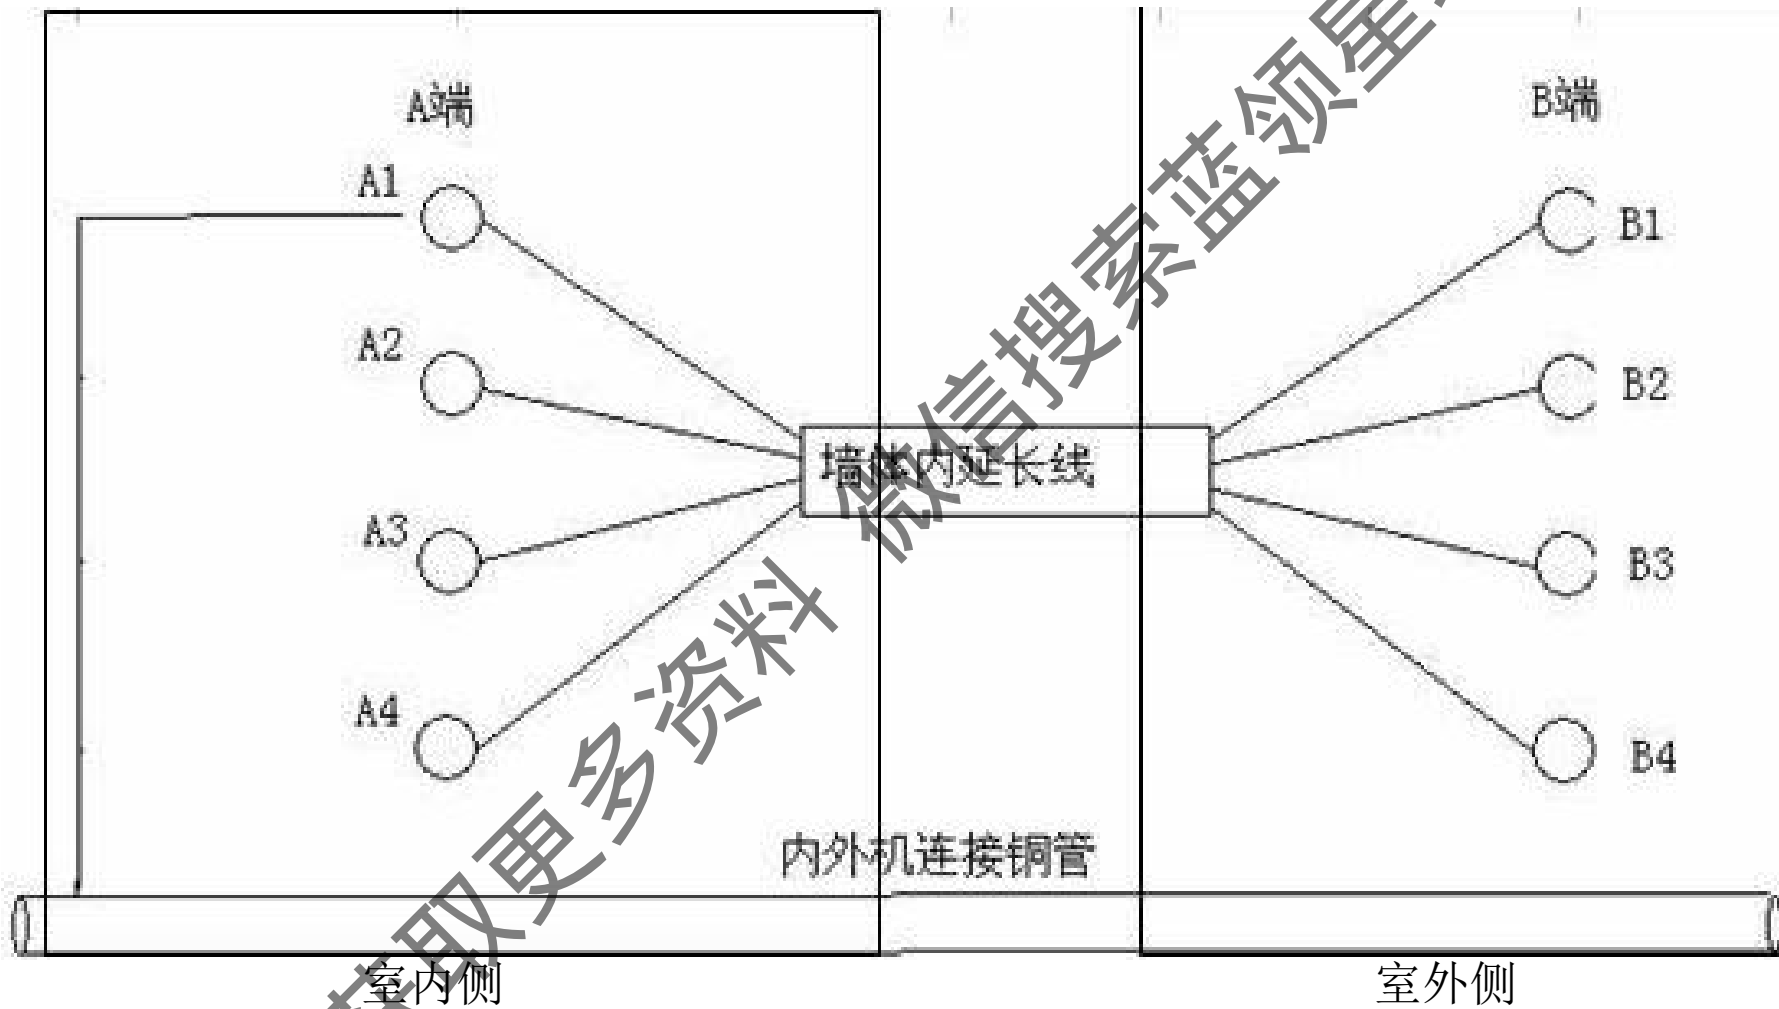 A端
B端
A1
B1
A2
B2
墙体内延长线
A3
B3
A4
B4
内外机连接铜管
室内侧
室外侧
获取更多资料 微信搜索蓝领星